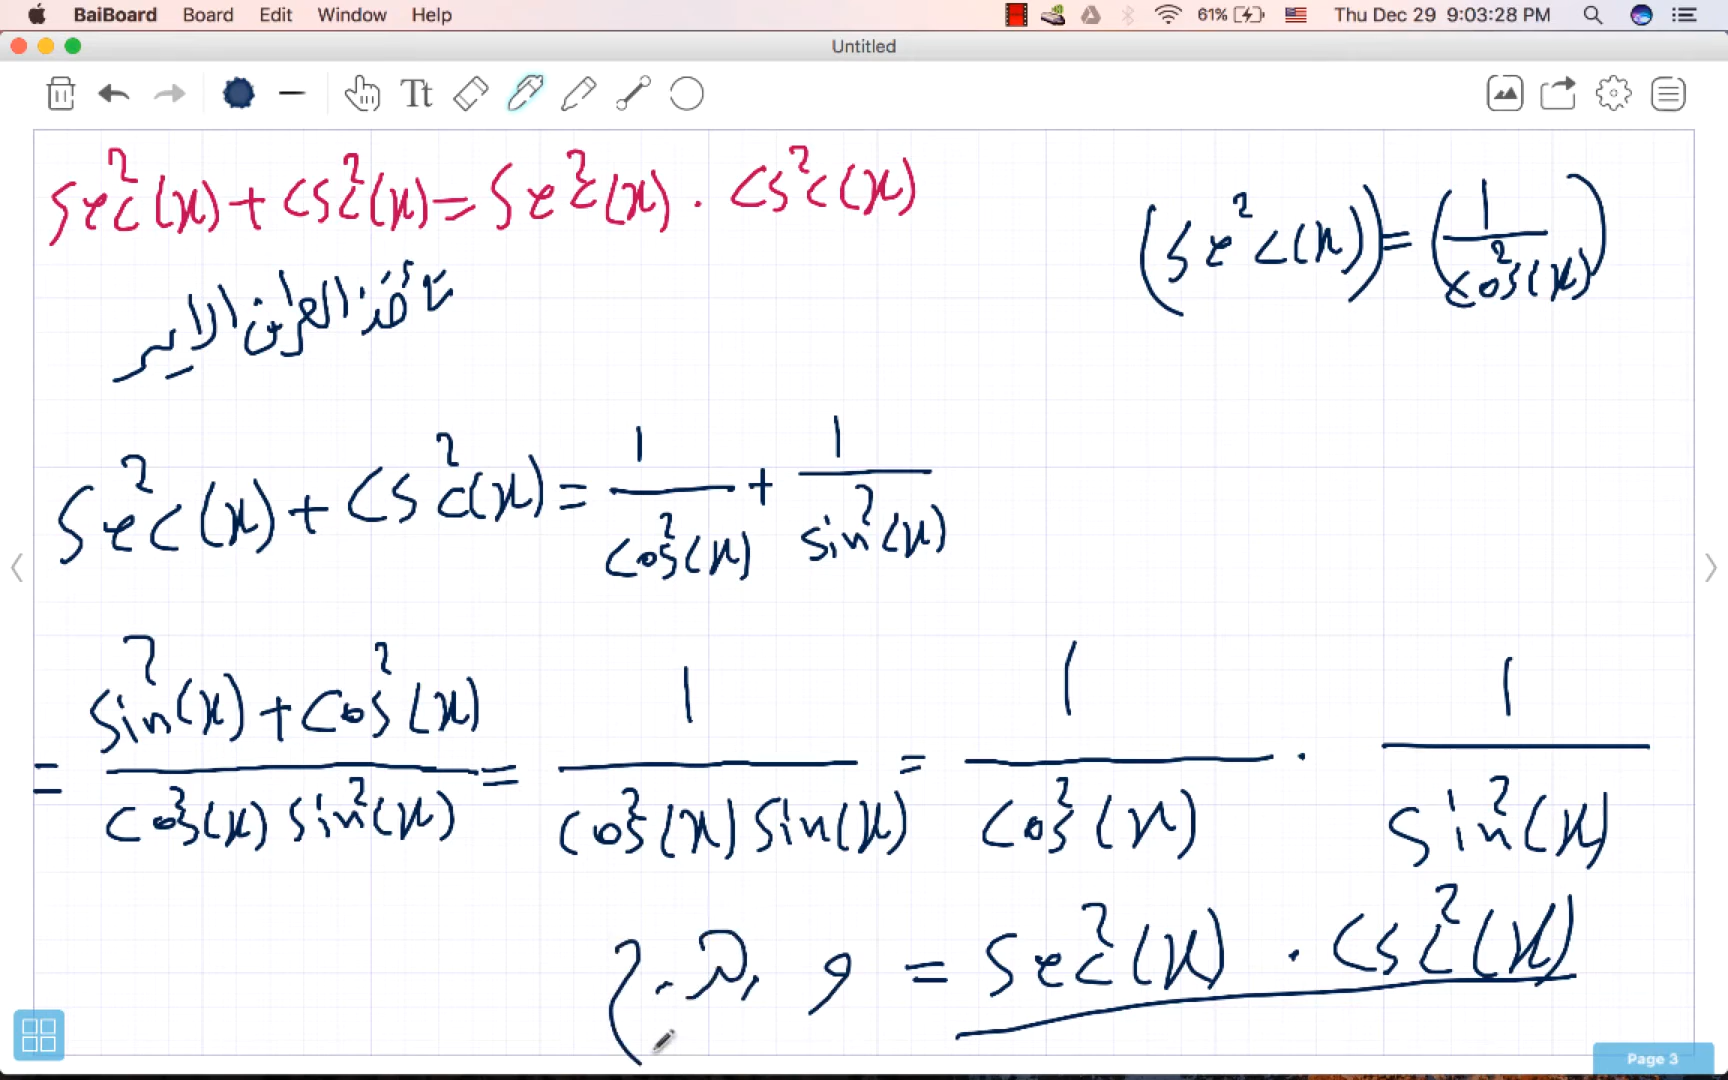 BaiBoard Board Edit Window Help 61% Thu Dec 29 9:03:28 PM
Untitled
Tt
sec²(x) + csc²(x) = sec²(x) · csc²(x)
(sec²(x)) = (1/cos²(x))
نأخذ الطرف الأيسر
sec²(x) + csc²(x) = 1/cos²(x) + 1/sin²(x)
= sin²(x) + cos²(x)/cos²(x) sin²(x) = 1/cos²(x) sin(x) = 1/cos²(x) · 1/sin²(x)
= sec²(x) · csc²(x)
Page 3